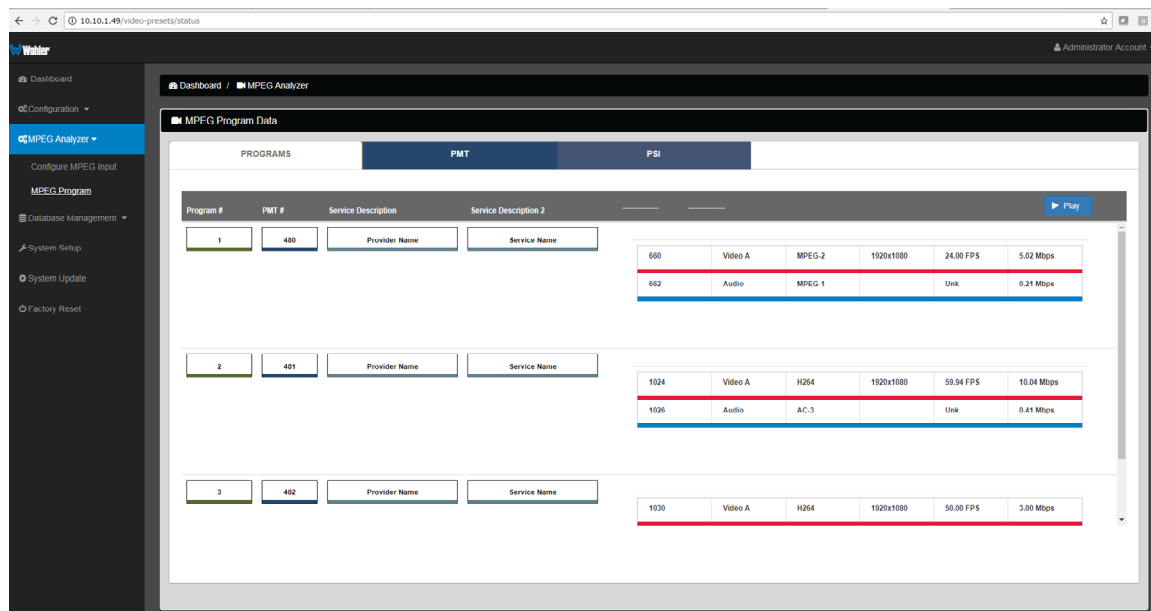 10.10.1.49/video-presets/status
Wohler
Administrator Account
Dashboard
Configuration
MPEG Analyzer
Configure MPEG Input
MPEG Program
Database Management
System Setup
System Update
Factory Reset
Dashboard / MPEG Analyzer
MPEG Program Data
PROGRAMS PMT PSI
Program # PMT # Service Description Service Description 2 Play
1 480 Provider Name Service Name
660 Video A MPEG-2 1920x1080 24.00 FPS 5.02 Mbps
662 Audio MPEG-1 Unk 0.21 Mbps
2 481 Provider Name Service Name
1024 Video A H264 1920x1080 59.94 FPS 10.04 Mbps
1026 Audio AC-3 Unk 0.41 Mbps
3 482 Provider Name Service Name
1030 Video A H264 1920x1080 50.00 FPS 3.00 Mbps